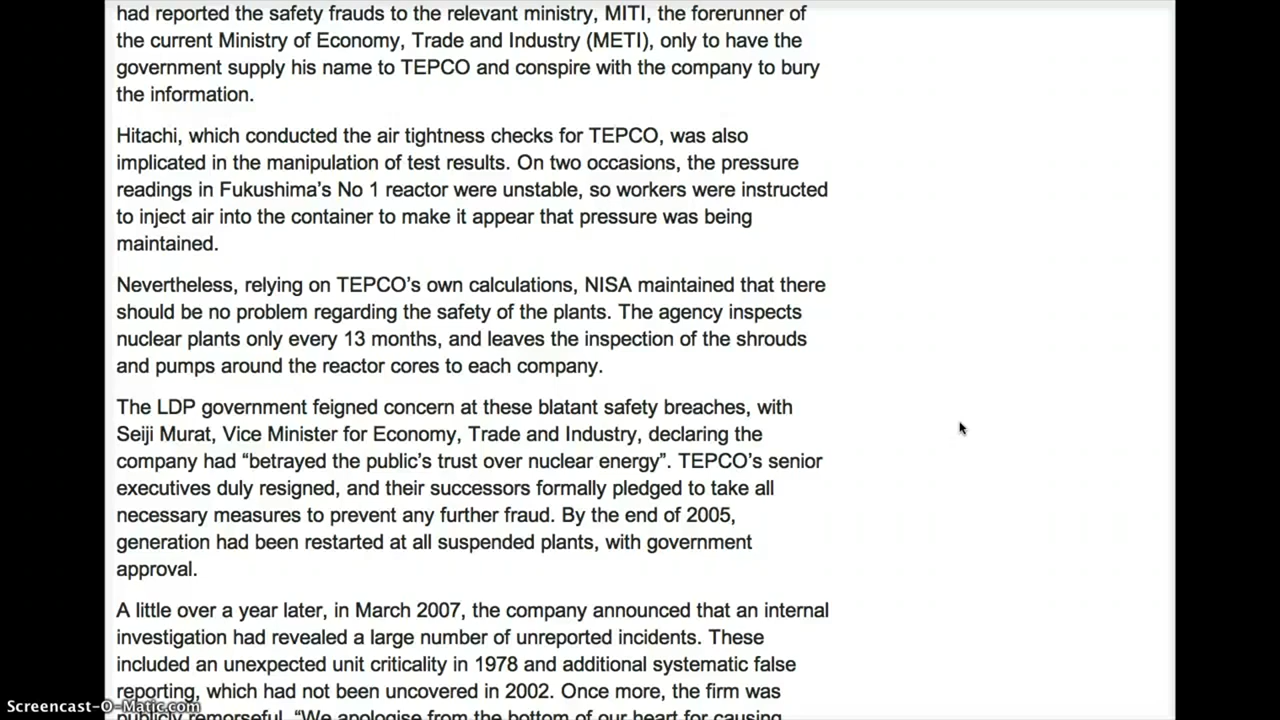 had reported the safety frauds to the relevant ministry, MITI, the forerunner of
the current Ministry of Economy, Trade and Industry (METI), only to have the
government supply his name to TEPCO and conspire with the company to bury
the information.
Hitachi, which conducted the air tightness checks for TEPCO, was also
implicated in the manipulation of test results. On two occasions, the pressure
readings in Fukushima’s No 1 reactor were unstable, so workers were instructed
to inject air into the container to make it appear that pressure was being
maintained.
Nevertheless, relying on TEPCO’s own calculations, NISA maintained that there
should be no problem regarding the safety of the plants. The agency inspects
nuclear plants only every 13 months, and leaves the inspection of the shrouds
and pumps around the reactor cores to each company.
The LDP government feigned concern at these blatant safety breaches, with
Seiji Murat, Vice Minister for Economy, Trade and Industry, declaring the
company had “betrayed the public’s trust over nuclear energy”. TEPCO’s senior
executives duly resigned, and their successors formally pledged to take all
necessary measures to prevent any further fraud. By the end of 2005,
generation had been restarted at all suspended plants, with government
approval.
A little over a year later, in March 2007, the company announced that an internal
investigation had revealed a large number of unreported incidents. These
included an unexpected unit criticality in 1978 and additional systematic false
reporting, which had not been uncovered in 2002. Once more, the firm was
publicly remorseful. “We apologise from the bottom of our heart for causing
Screencast-O-Matic.com